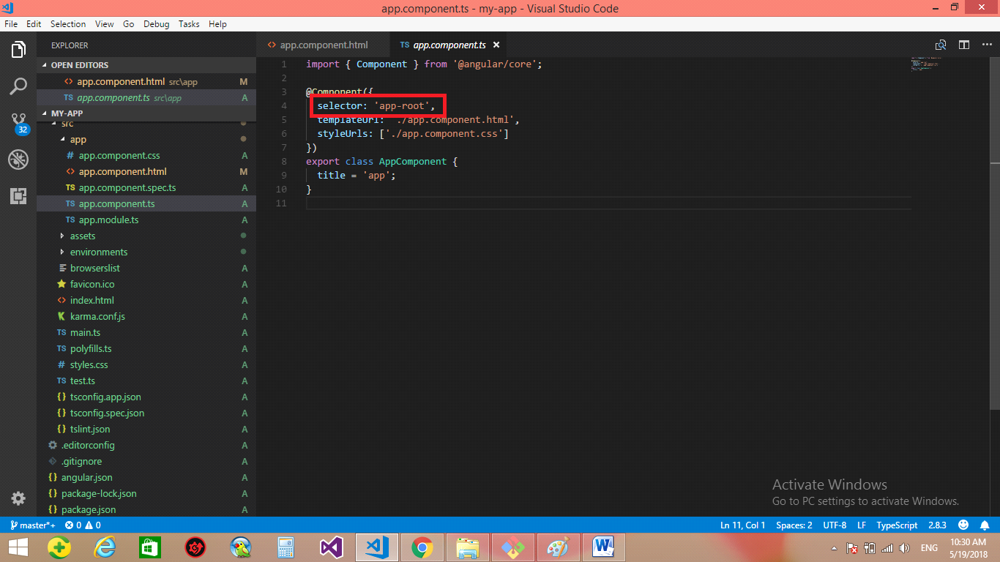 app.component.ts - my-app - Visual Studio Code
File Edit Selection View Go Debug Tasks Help
EXPLORER
OPEN EDITORS
app.component.html src\app M
TS app.component.ts src\app A
MY-APP
src
app
# app.component.css A
<> app.component.html M
TS app.component.spec.ts A
TS app.component.ts A
TS app.module.ts A
assets
environments
browserslist A
favicon.ico A
<> index.html A
karma.conf.js A
TS main.ts A
TS polyfills.ts A
# styles.css A
TS test.ts A
{} tsconfig.app.json A
{} tsconfig.spec.json A
{} tslint.json A
.editorconfig A
.gitignore A
{} angular.json A
{} package-lock.json A
{} package.json A
32
<> app.component.html TS app.component.ts ×
1 import { Component } from '@angular/core';
2
3 @Component({
4 selector: 'app-root',
5 templateUrl: './app.component.html',
6 styleUrls: ['./app.component.css']
7 })
8 export class AppComponent {
9 title = 'app';
10 }
11
Activate Windows
Go to PC settings to activate Windows.
master*+ 0 0 Ln 11, Col 1 Spaces: 2 UTF-8 LF TypeScript 2.8.3
W ENG 10:30 AM
5/19/2018